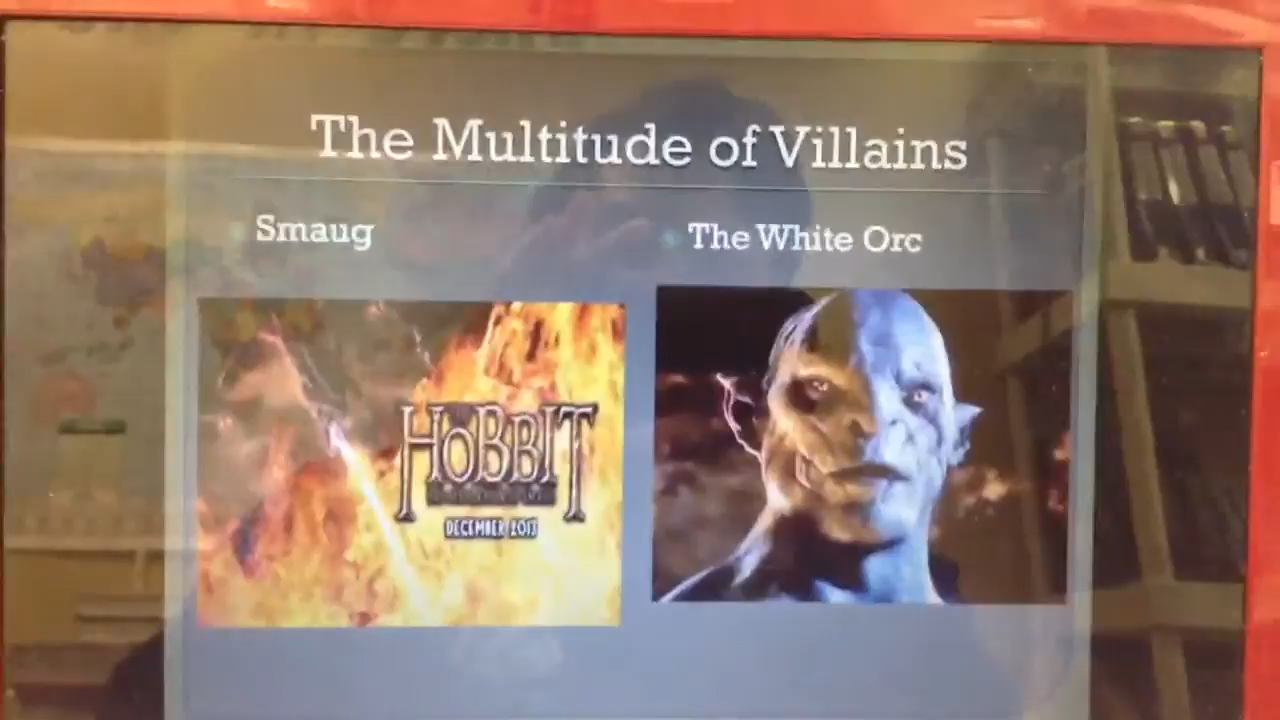 The Multitude of Villains
Smaug
The White Orc
HOBBIT
DECEMBER 2013